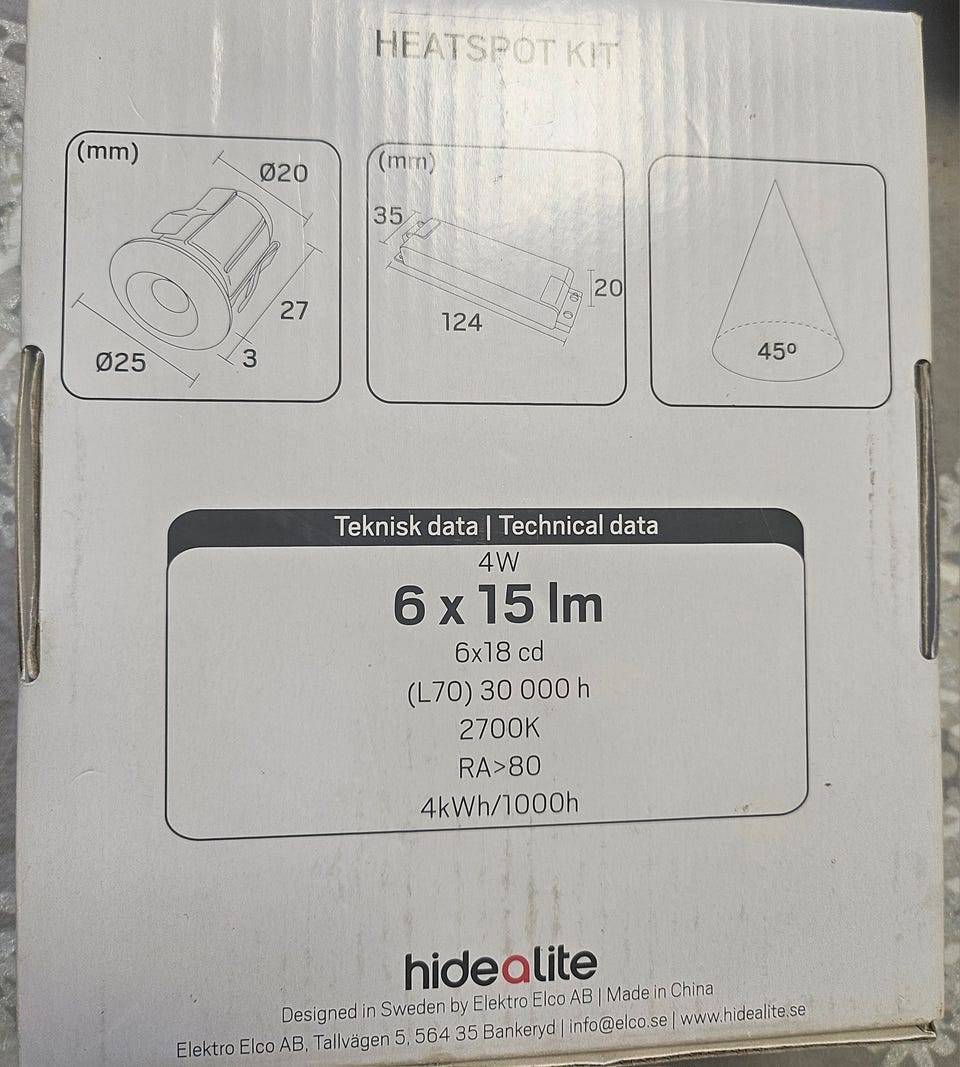 HEATSPOT KIT
(mm)
Ø20
27
3
Ø25
(mm)
35
20
124
45º
Teknisk data | Technical data
4W
6 x 15 lm
6x18 cd
(L70) 30 000 h
2700K
RA>80
4kWh/1000h
hidealite
Designed in Sweden by Elektro Elco AB | Made in China
Elektro Elco AB, Tallvägen 5, 564 35 Bankeryd | info@elco.se | www.hidealite.se